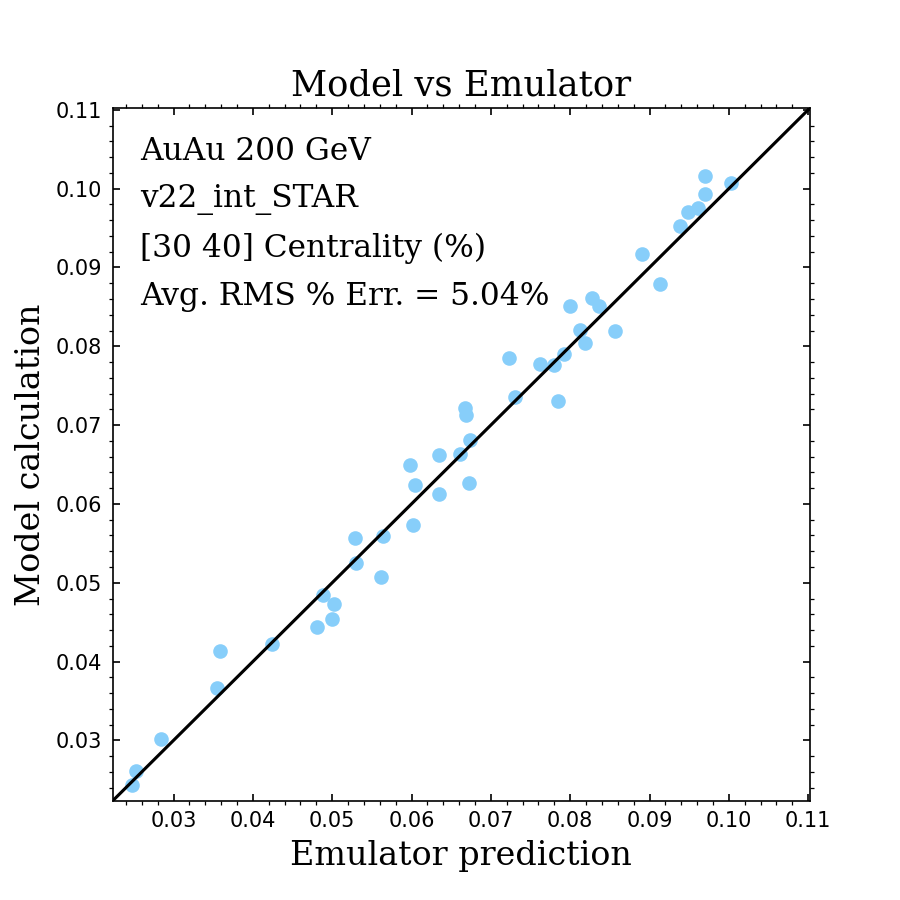 Model vs Emulator
AuAu 200 GeV
v22_int_STAR
[30 40] Centrality (%)
Avg. RMS % Err. = 5.04%
Model calculation
0.11
0.10
0.09
0.08
0.07
0.06
0.05
0.04
0.03
0.03 0.04 0.05 0.06 0.07 0.08 0.09 0.10 0.11
Emulator prediction